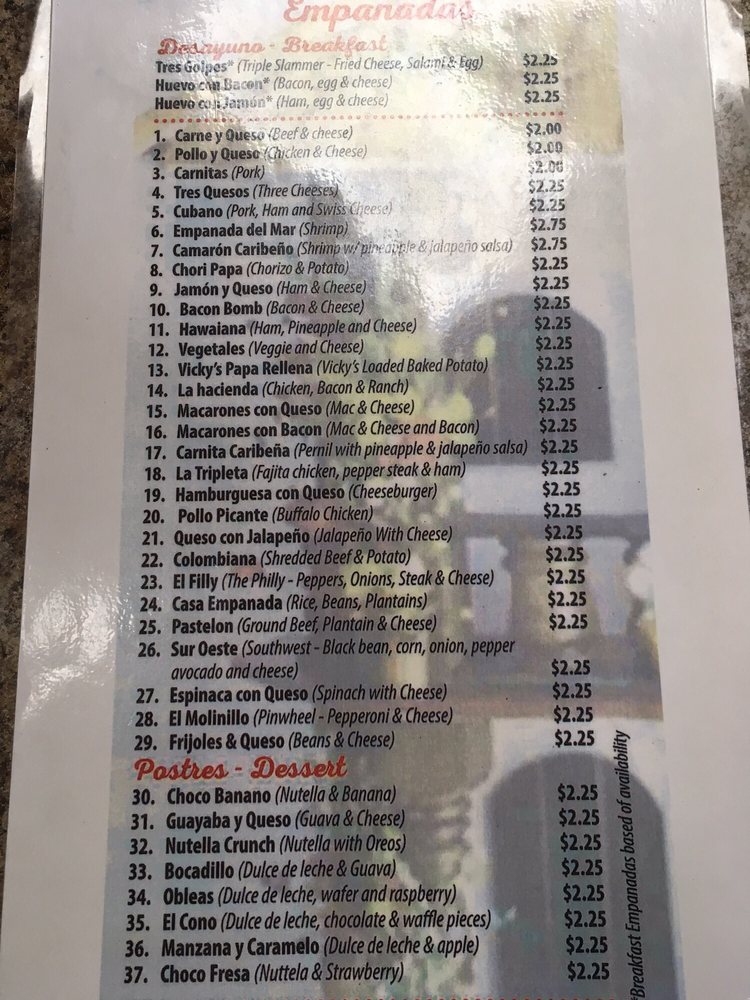 Empanadas
Desayuno - Breakfast
Tres Golpes* (Triple Slammer - Fried Cheese, Salami & Egg) $2.25
Huevo con Bacon* (Bacon, egg & cheese) $2.25
Huevo con Jamón* (Ham, egg & cheese) $2.25
1. Carne y Queso (Beef & cheese) $2.00
2. Pollo y Queso (Chicken & Cheese) $2.00
3. Carnitas (Pork) $2.00
4. Tres Quesos (Three Cheeses) $2.25
5. Cubano (Pork, Ham and Swiss Cheese) $2.25
6. Empanada del Mar (Shrimp) $2.75
7. Camarón Caribeño (Shrimp w/ pineapple & jalapeño salsa) $2.75
8. Chori Papa (Chorizo & Potato) $2.25
9. Jamón y Queso (Ham & Cheese) $2.25
10. Bacon Bomb (Bacon & Cheese) $2.25
11. Hawaiana (Ham, Pineapple and Cheese) $2.25
12. Vegetales (Veggie and Cheese) $2.25
13. Vicky's Papa Rellena (Vicky's Loaded Baked Potato) $2.25
14. La hacienda (Chicken, Bacon & Ranch) $2.25
15. Macarones con Queso (Mac & Cheese) $2.25
16. Macarones con Bacon (Mac & Cheese and Bacon) $2.25
17. Carnita Caribeña (Pernil with pineapple & jalapeño salsa) $2.25
18. La Tripleta (Fajita chicken, pepper steak & ham) $2.25
19. Hamburguesa con Queso (Cheeseburger) $2.25
20. Pollo Picante (Buffalo Chicken) $2.25
21. Queso con Jalapeño (Jalapeño With Cheese) $2.25
22. Colombiana (Shredded Beef & Potato) $2.25
23. El Filly (The Philly - Peppers, Onions, Steak & Cheese) $2.25
24. Casa Empanada (Rice, Beans, Plantains) $2.25
25. Pastelon (Ground Beef, Plantain & Cheese) $2.25
26. Sur Oeste (Southwest - Black bean, corn, onion, pepper
avocado and cheese) $2.25
27. Espinaca con Queso (Spinach with Cheese) $2.25
28. El Molinillo (Pinwheel - Pepperoni & Cheese) $2.25
29. Frijoles & Queso (Beans & Cheese) $2.25
Postres - Dessert
30. Choco Banano (Nutella & Banana) $2.25
31. Guayaba y Queso (Guava & Cheese) $2.25
32. Nutella Crunch (Nutella with Oreos) $2.25
33. Bocadillo (Dulce de leche & Guava) $2.25
34. Obleas (Dulce de leche, wafer and raspberry) $2.25
35. El Cono (Dulce de leche, chocolate & waffle pieces) $2.25
36. Manzana y Caramelo (Dulce de leche & apple) $2.25
37. Choco Fresa (Nuttela & Strawberry) $2.25
*Breakfast Empanadas based of availability